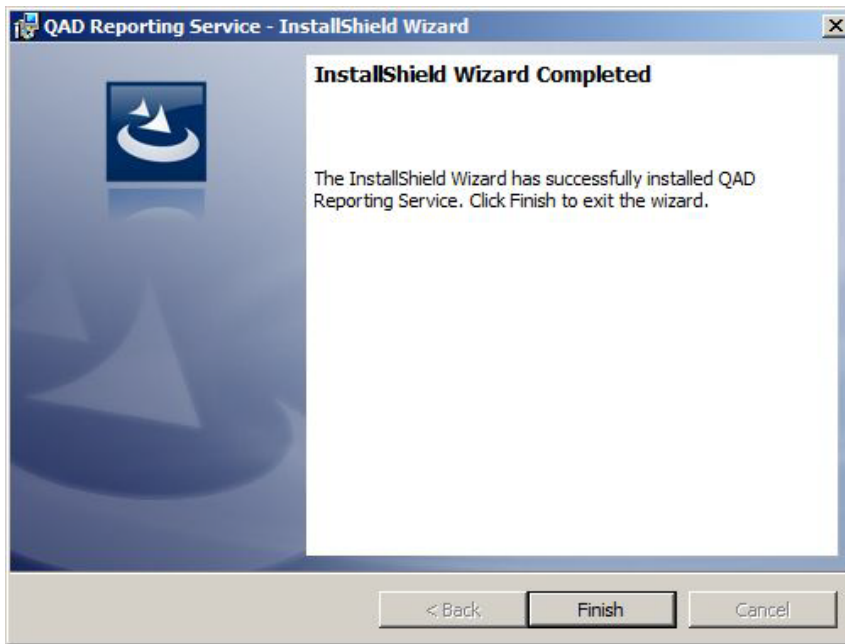 QAD Reporting Service - InstallShield Wizard
InstallShield Wizard Completed
The InstallShield Wizard has successfully installed QAD
Reporting Service. Click Finish to exit the wizard.
< Back
Finish
Cancel